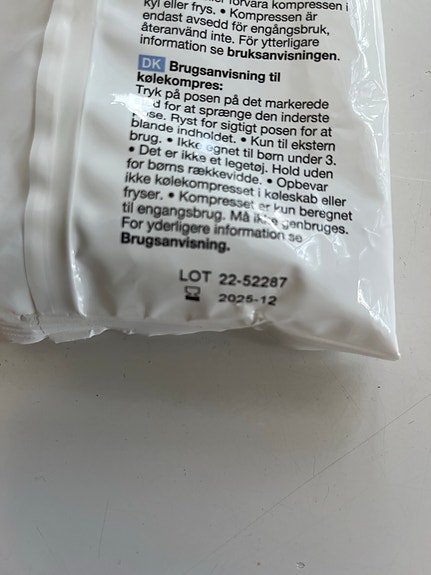 förvara kompressen i
kyl eller frys. • Kompressen är
endast avsedd för engångsbruk,
återanvänd inte. För ytterligare
information se bruksanvisningen.
DK Brugsanvisning til
kølekompres:
Tryk på posen på det markerede
for at sprænge den inderste
Ryst for sigtigt posen for at
blande indholdet. • Kun til ekstern
brug. • Ikke egnet til børn under 3.
• Det er ikke et legetøj. Hold uden
for børns rækkevidde. • Opbevar
ikke kølekompresset i køleskab eller
fryser. • Kompresset er kun beregnet
til engangsbrug. Må ikke genbruges.
For yderligere information se
Brugsanvisning.
LOT 22-52287
2025-12